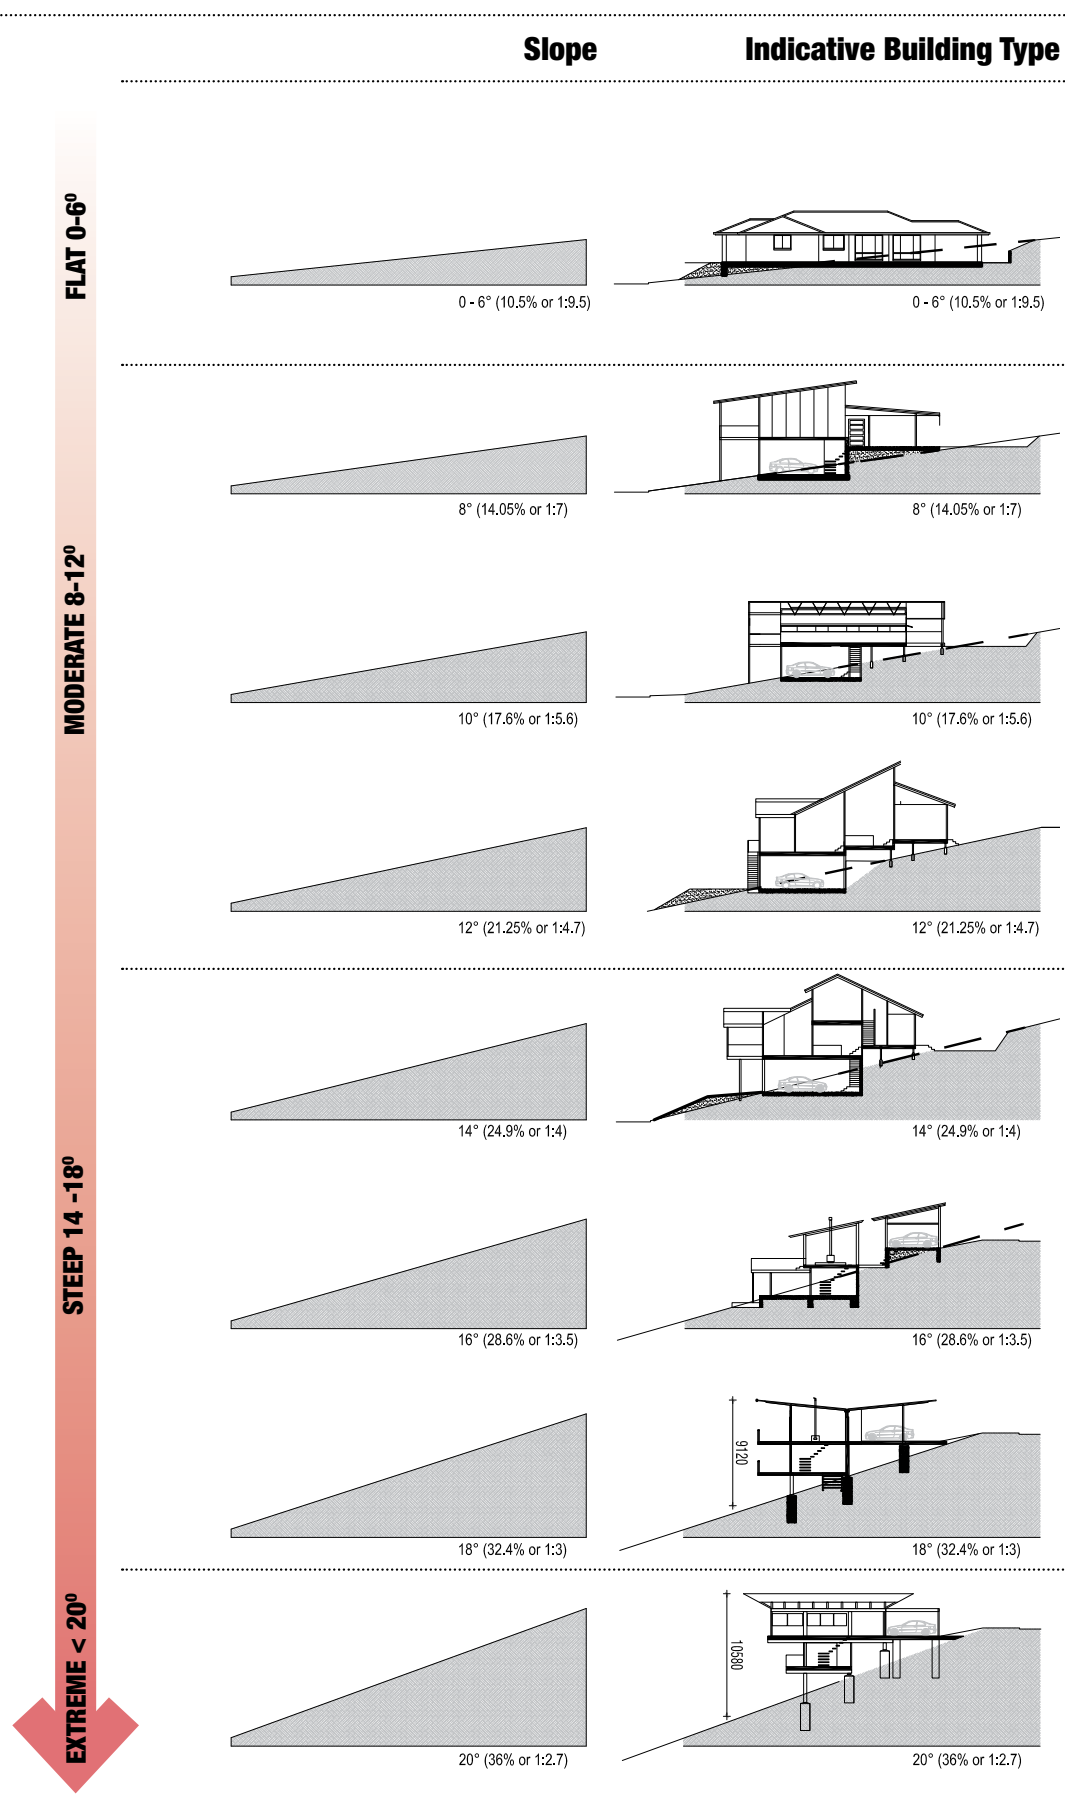 Slope Indicative Building Type
FLAT 0-6⁰
0 - 6° (10.5% or 1:9.5) 0 - 6° (10.5% or 1:9.5)
MODERATE 8-12⁰
8° (14.05% or 1:7) 8° (14.05% or 1:7)
10° (17.6% or 1:5.6) 10° (17.6% or 1:5.6)
12° (21.25% or 1:4.7) 12° (21.25% or 1:4.7)
STEEP 14 -18⁰
14° (24.9% or 1:4) 14° (24.9% or 1:4)
16° (28.6% or 1:3.5) 16° (28.6% or 1:3.5)
9120
18° (32.4% or 1:3) 18° (32.4% or 1:3)
EXTREME < 20⁰
10580
20° (36% or 1:2.7) 20° (36% or 1:2.7)